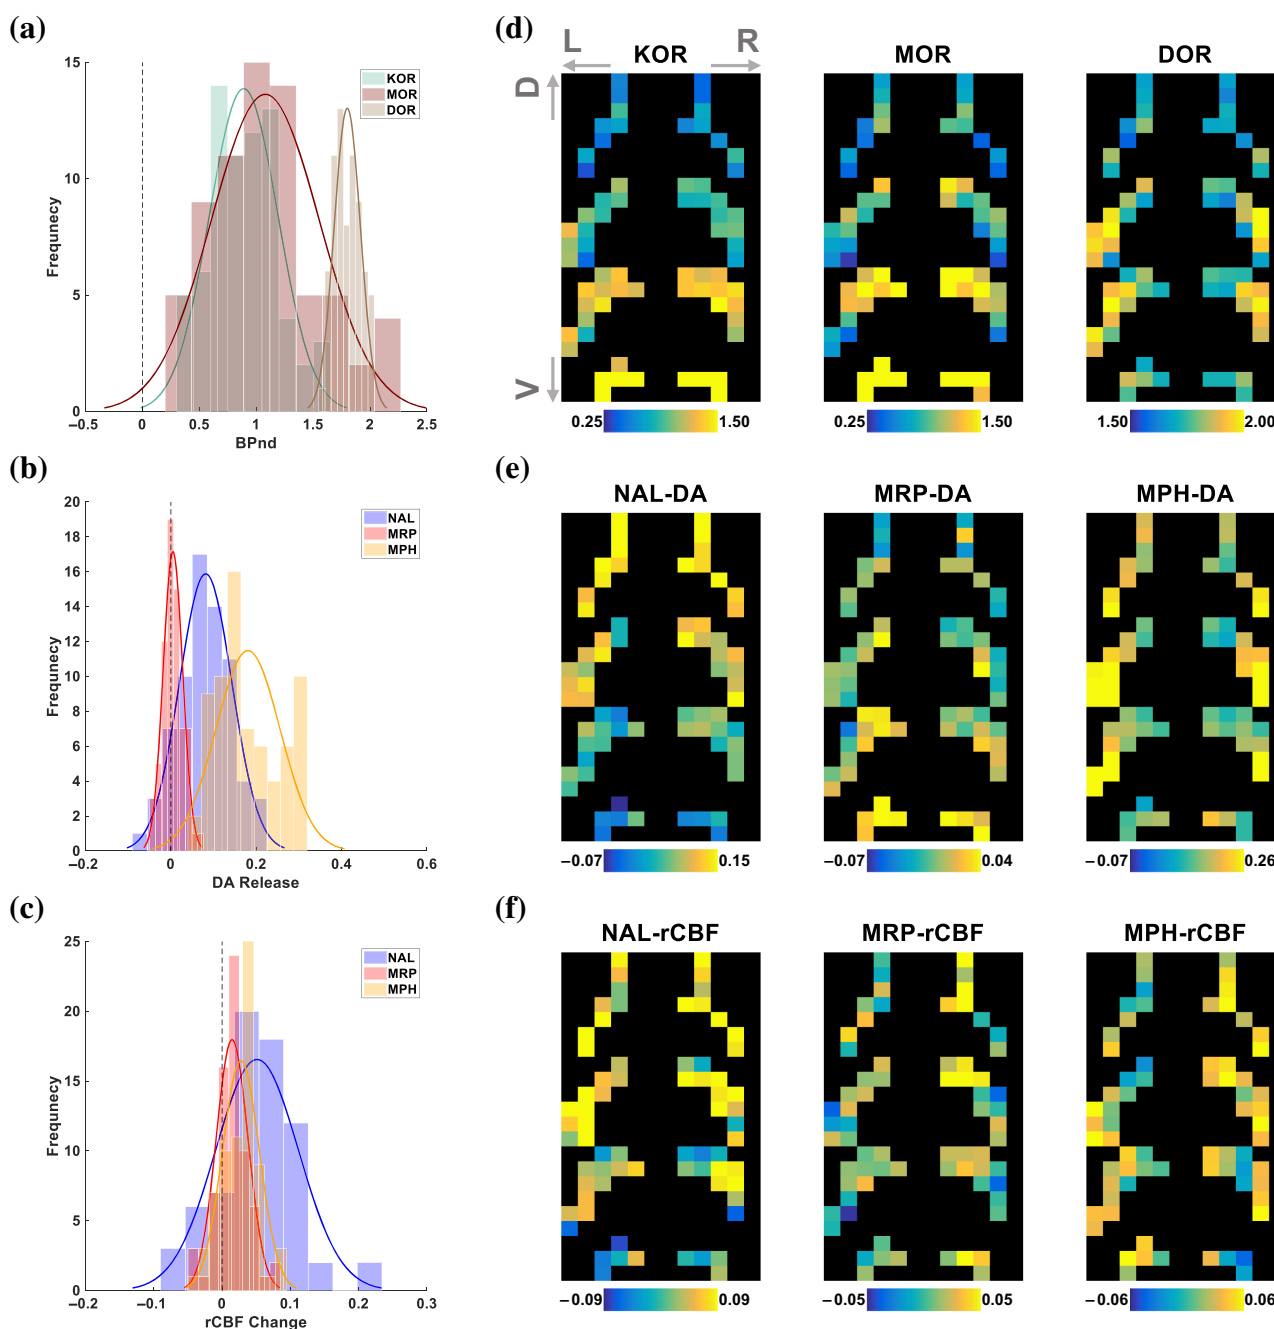 (a)
15
10
5
0
−0.5
0
0.5
1
1.5
2
2.5
Frequnecy
BPnd
KOR
MOR
DOR
(b)
20
18
16
14
12
10
8
6
4
2
0
−0.2
0
0.2
0.4
0.6
Frequnecy
DA Release
NAL
MRP
MPH
(c)
25
20
15
10
5
0
−0.2
−0.1
0
0.1
0.2
0.3
Frequnecy
rCBF Change
NAL
MRP
MPH
(d)
L
R
D
V
KOR
MOR
DOR
0.25 1.50
0.25 1.50
1.50 2.00
(e)
NAL-DA
MRP-DA
MPH-DA
−0.07 0.15
−0.07 0.04
−0.07 0.26
(f)
NAL-rCBF
MRP-rCBF
MPH-rCBF
−0.09 0.09
−0.05 0.05
−0.06 0.06